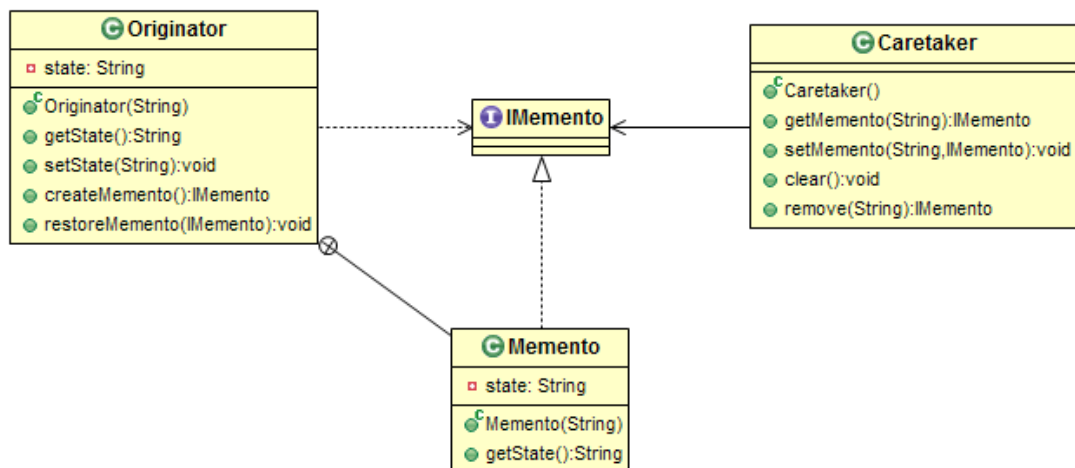 Originator
state: String
Originator(String)
getState():String
setState(String):void
createMemento():IMemento
restoreMemento(IMemento):void
IMemento
Caretaker
Caretaker()
getMemento(String):IMemento
setMemento(String,IMemento):void
clear():void
remove(String):IMemento
Memento
state: String
Memento(String)
getState():String